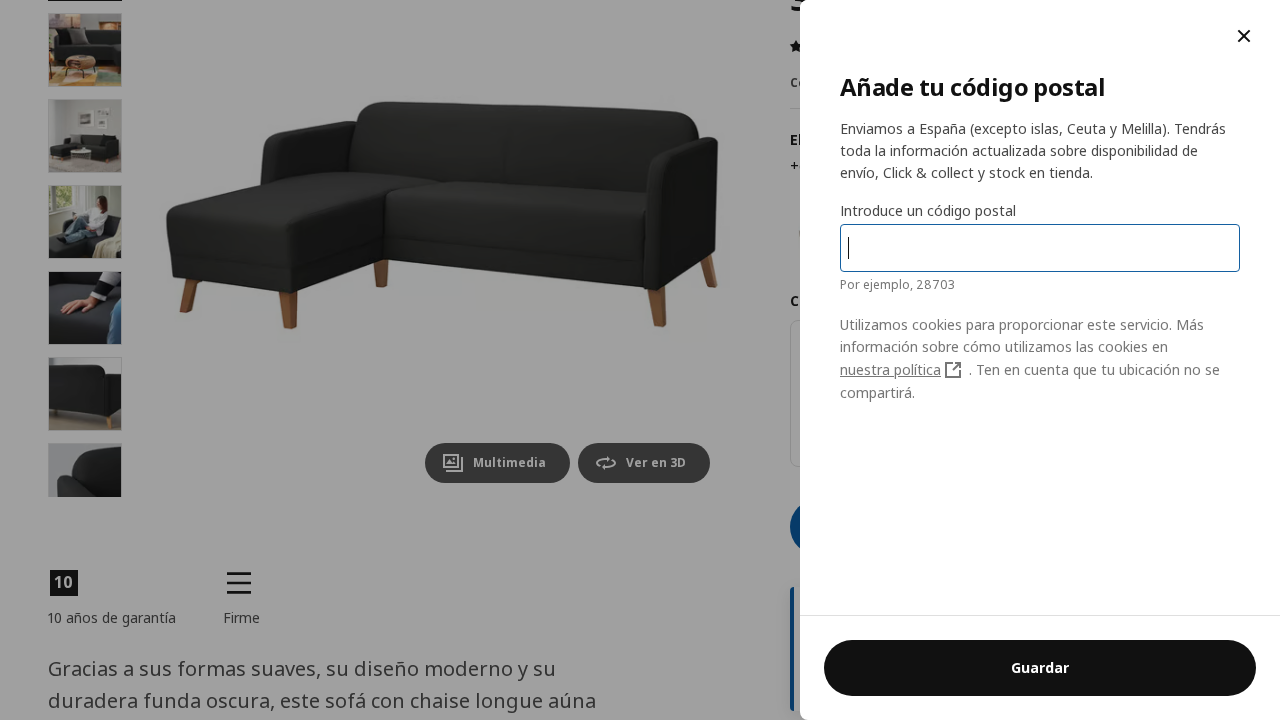 Añade tu código postal
Enviamos a España (excepto islas, Ceuta y Melilla). Tendrás
toda la información actualizada sobre disponibilidad de
envío, Click & collect y stock en tienda.
Introduce un código postal
Por ejemplo, 28703
Utilizamos cookies para proporcionar este servicio. Más
información sobre cómo utilizamos las cookies en
nuestra política . Ten en cuenta que tu ubicación no se
compartirá.
Guardar
Multimedia
Ver en 3D
10
10 años de garantía
Firme
Gracias a sus formas suaves, su diseño moderno y su
duradera funda oscura, este sofá con chaise longue aúna